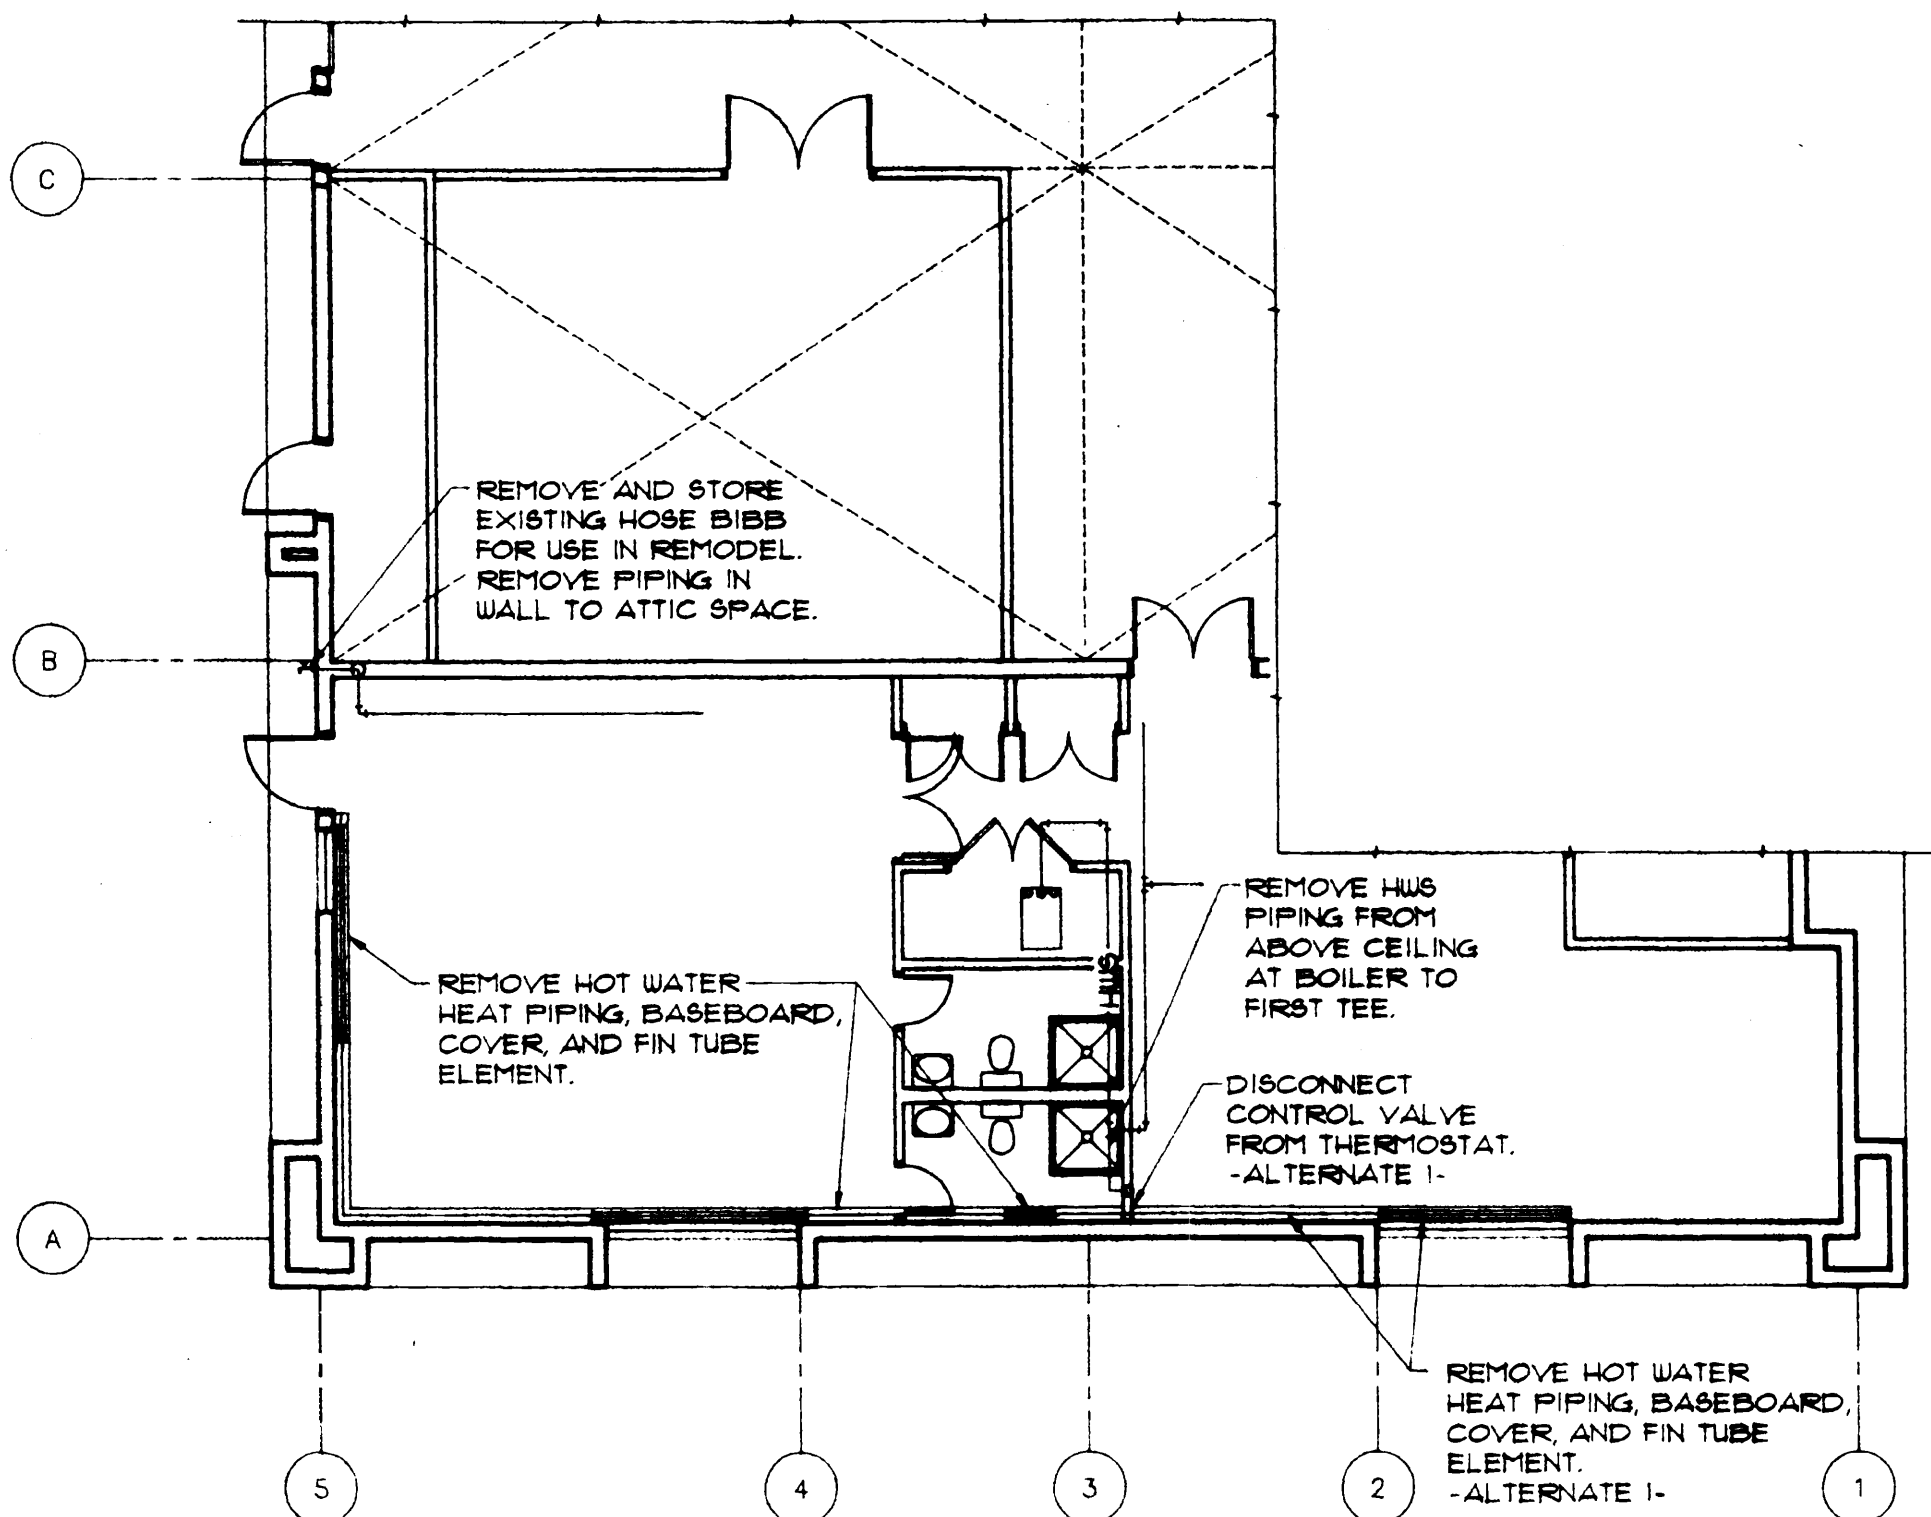 C
REMOVE AND STORE
EXISTING HOSE BIBB
FOR USE IN REMODEL.
REMOVE PIPING IN
WALL TO ATTIC SPACE.
B
REMOVE HWS
PIPING FROM
ABOVE CEILING
AT BOILER TO
FIRST TEE.
HWS
REMOVE HOT WATER
HEAT PIPING, BASEBOARD,
COVER, AND FIN TUBE
ELEMENT.
DISCONNECT
CONTROL VALVE
FROM THERMOSTAT.
-ALTERNATE 1-
A
REMOVE HOT WATER
HEAT PIPING, BASEBOARD,
COVER, AND FIN TUBE
ELEMENT.
-ALTERNATE 1-
5
4
3
2
1